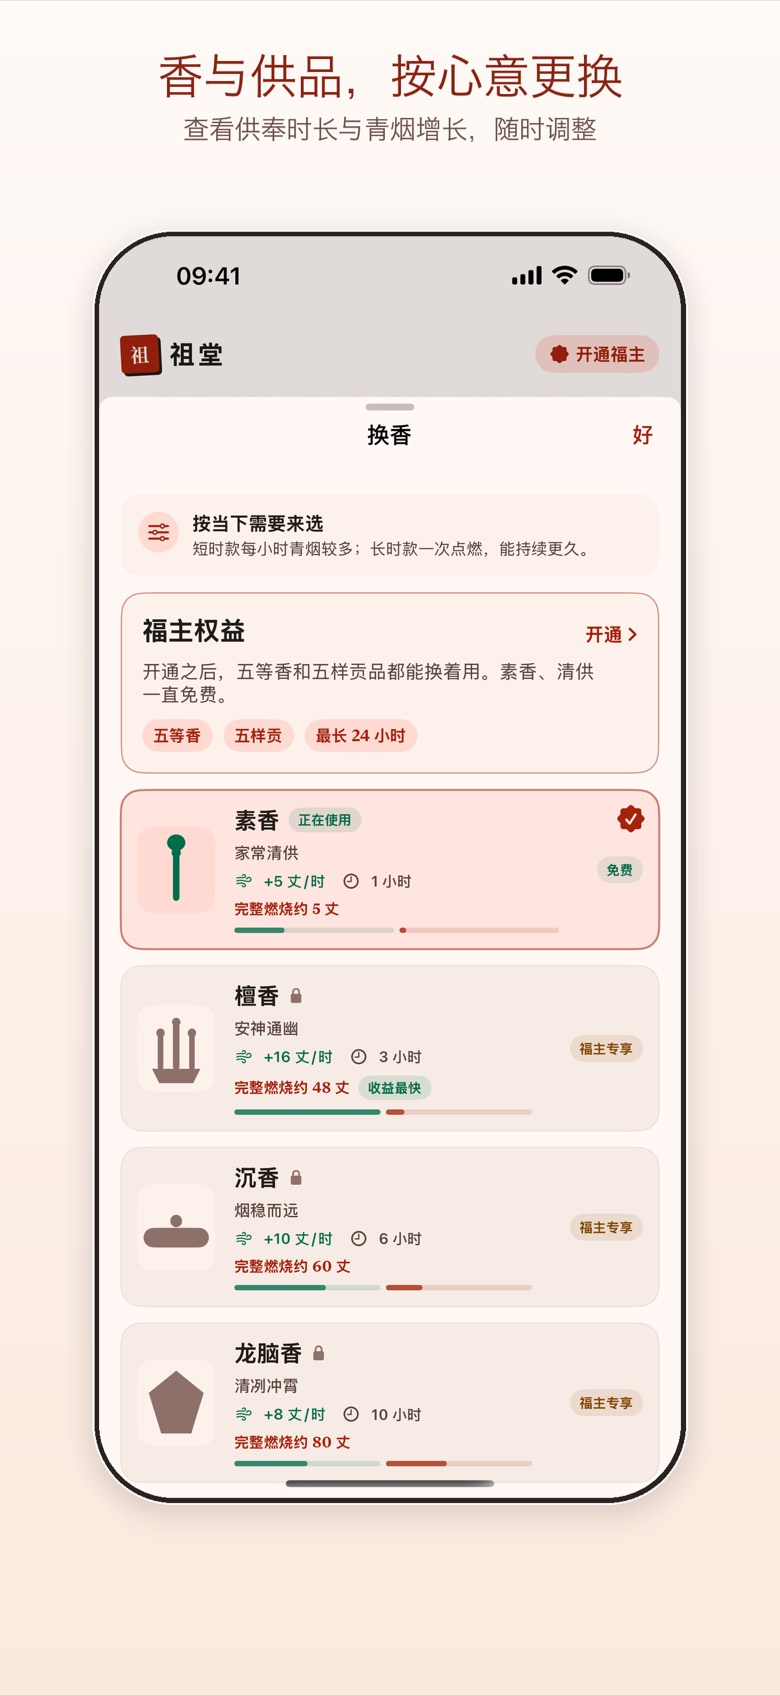 香与供品，按心意更换
查看供奉时长与青烟增长，随时调整
09:41
祖 祖堂 开通福主
换香 好
按当下需要来选
短时款每小时青烟较多；长时款一次点燃，能持续更久。
福主权益 开通
开通之后，五等香和五样贡品都能换着用。素香、清供
一直免费。
五等香 五样贡 最长 24 小时
素香 正在使用
家常清供
免费
+5 丈/时 1 小时
完整燃烧约 5 丈
檀香
安神通幽
福主专享
+16 丈/时 3 小时
完整燃烧约 48 丈 收益最快
沉香
烟稳而远
福主专享
+10 丈/时 6 小时
完整燃烧约 60 丈
龙脑香
清冽冲霄
福主专享
+8 丈/时 10 小时
完整燃烧约 80 丈